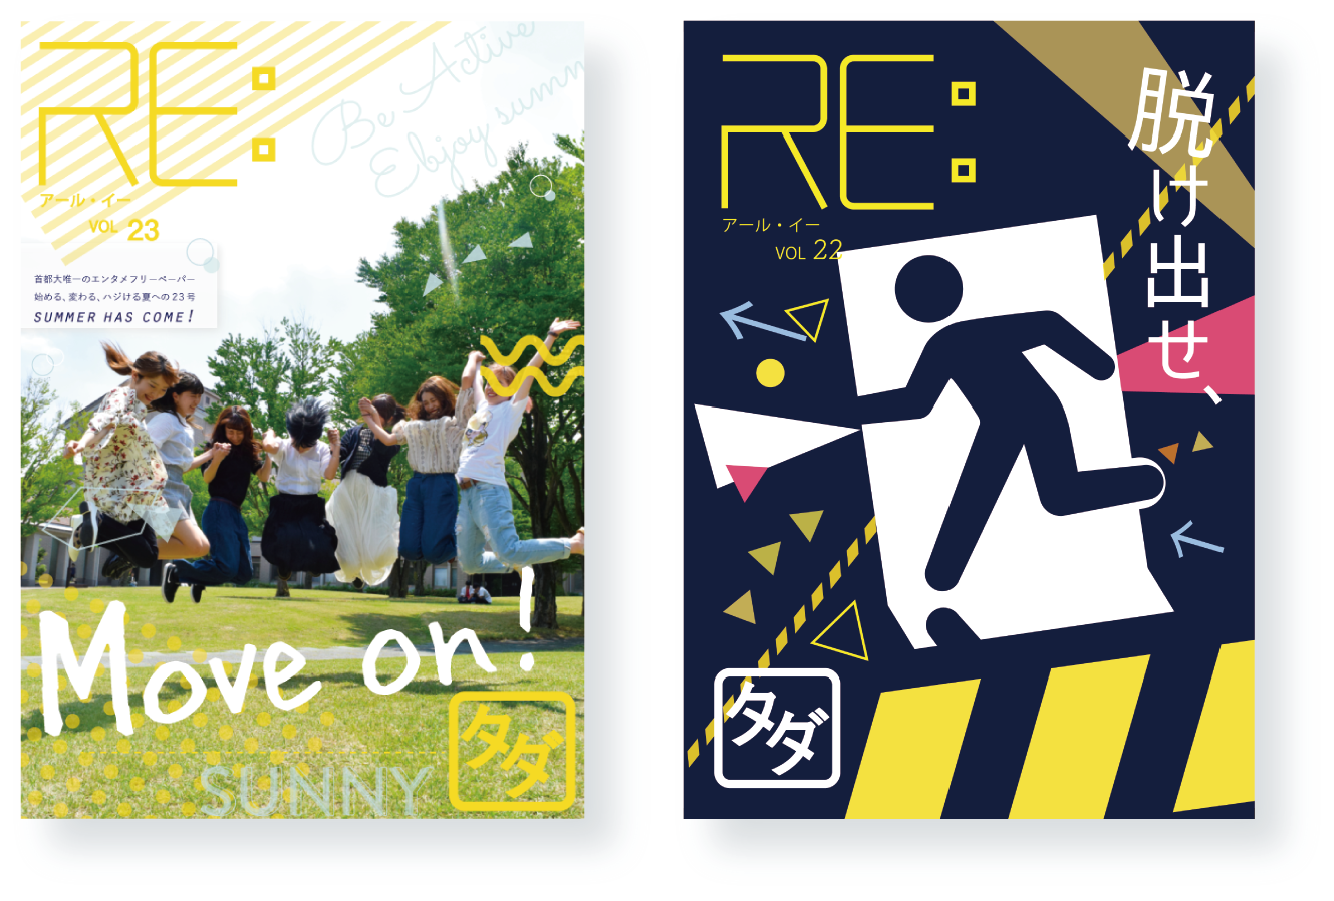 RE:
アール・イー
VOL 23
Be Active
Ebjoy summ
首都大唯一のエンタメフリーペーパー
始める、変わる、ハジける夏への23号
SUMMER HAS COME!
Move on!
SUNNY
タダ
RE:
アール・イー
VOL 22
脱け出せ、
タダ